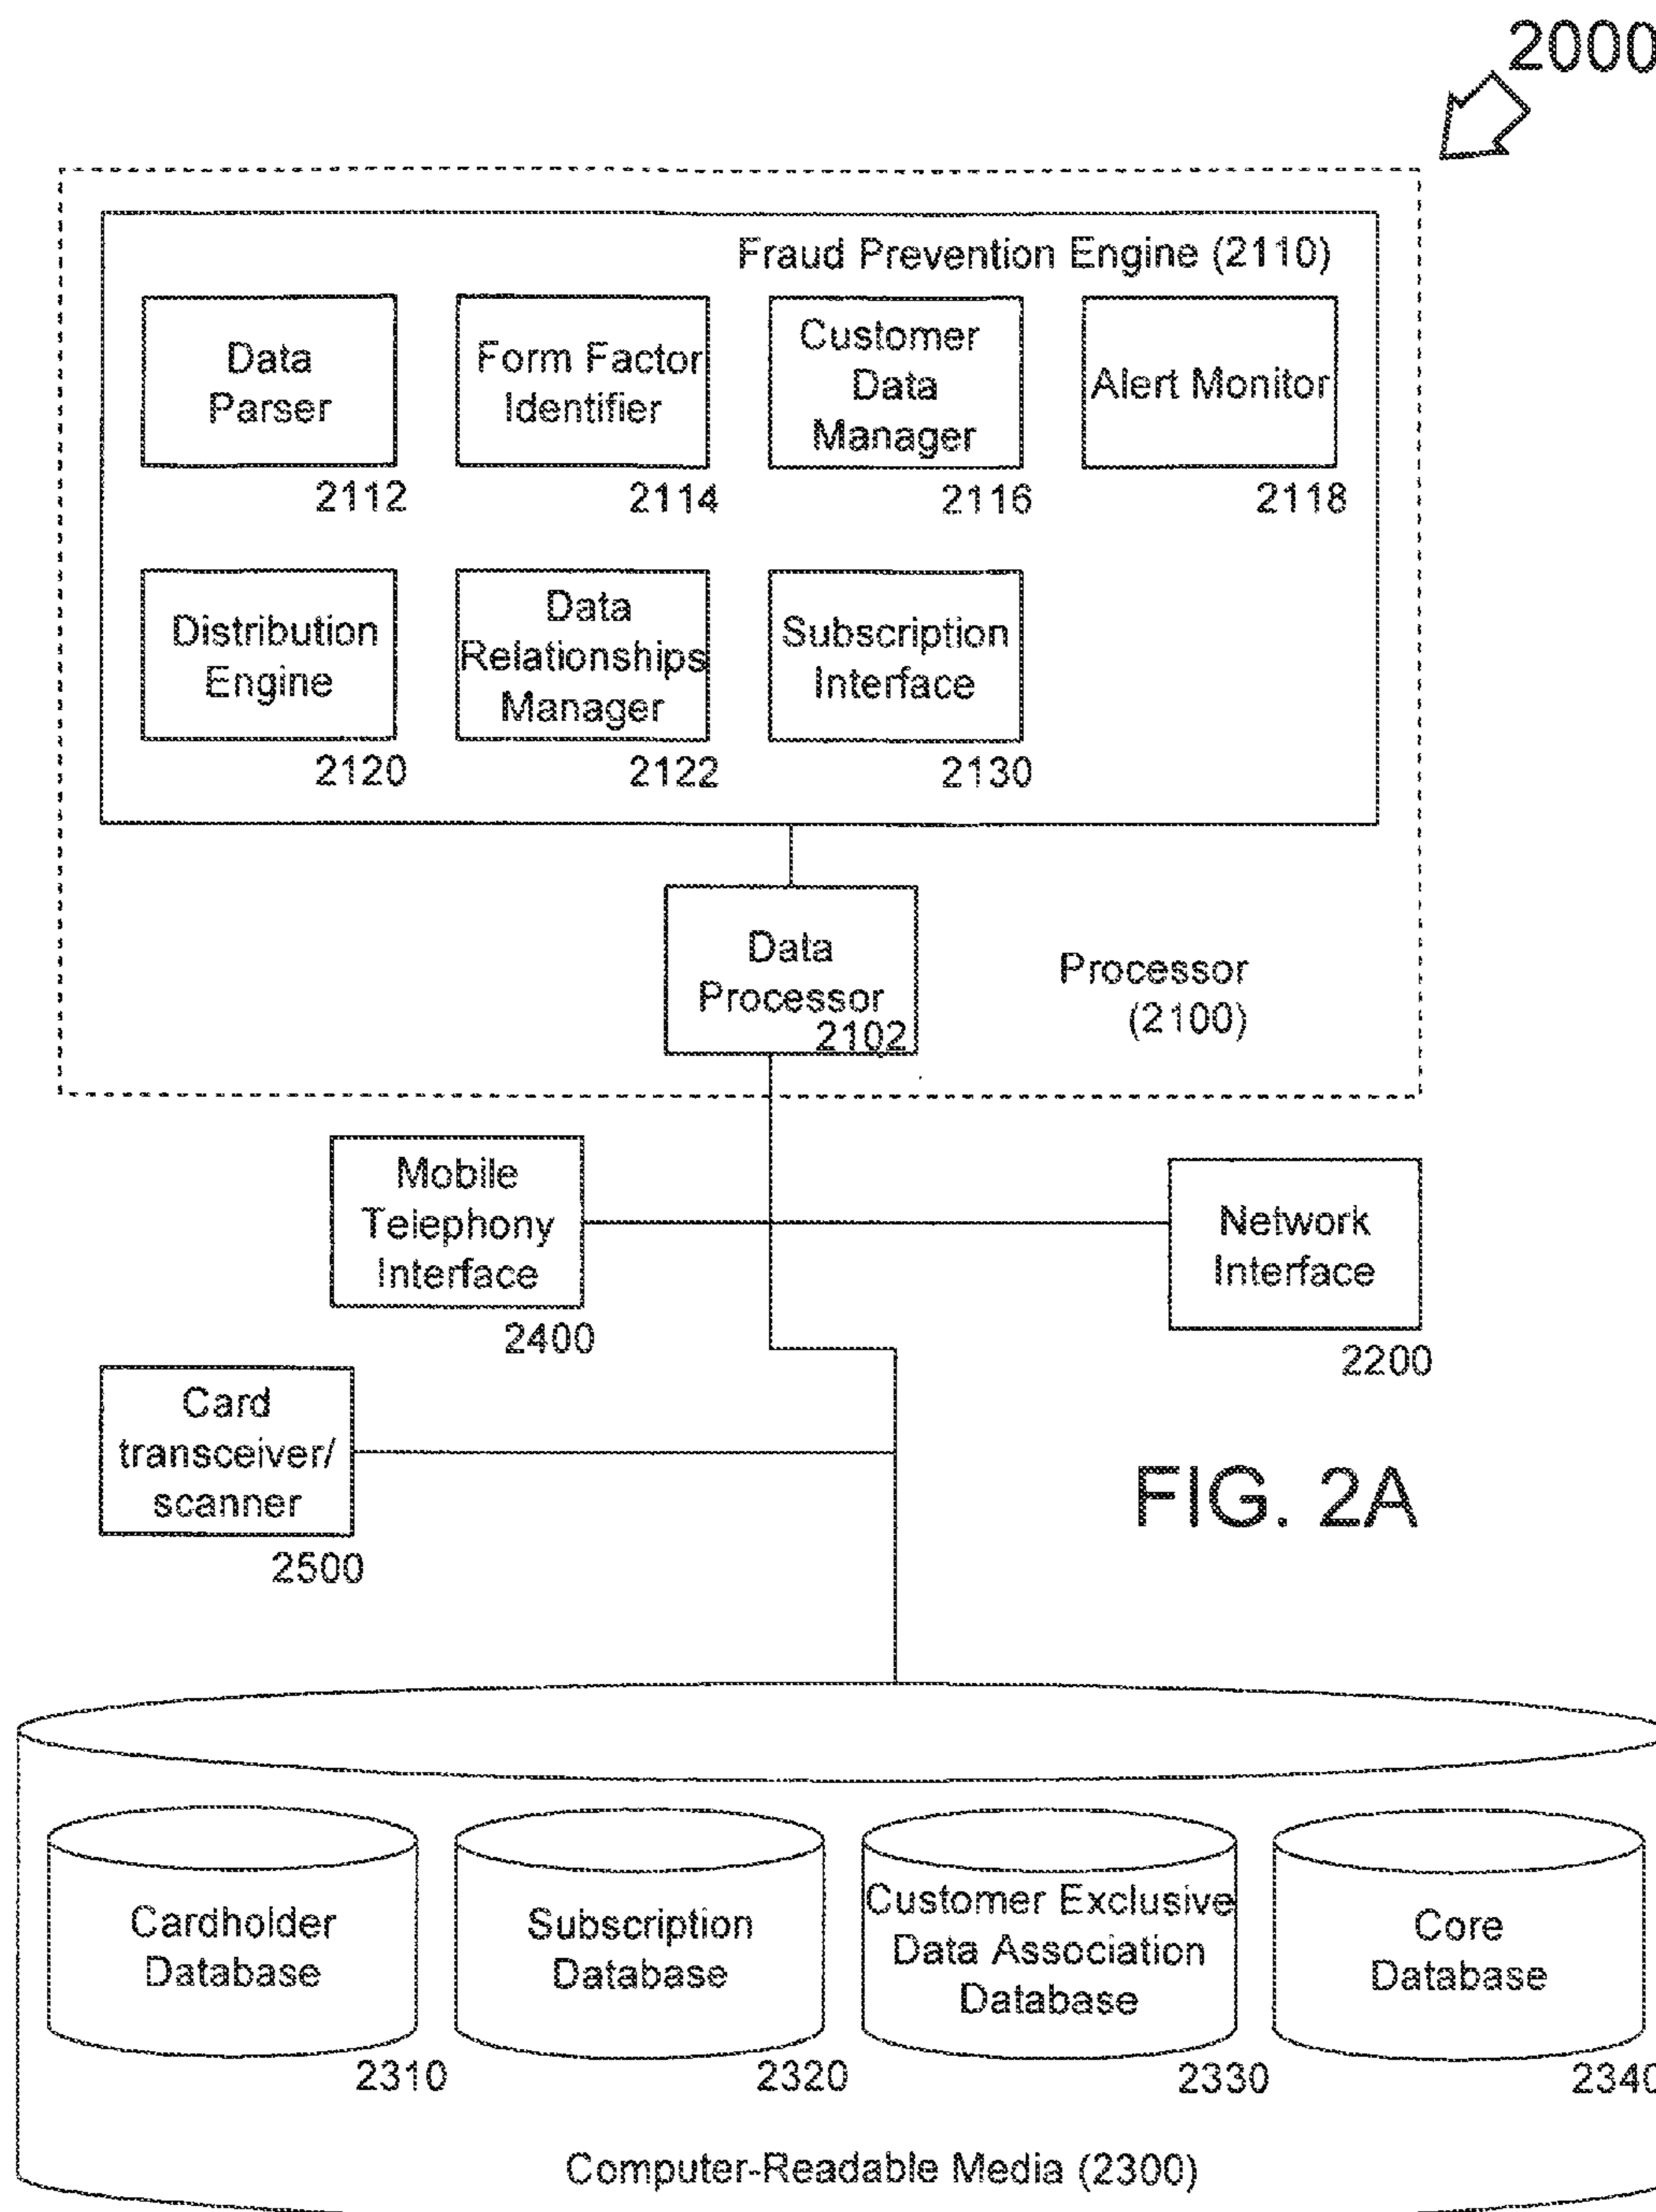 2000
Fraud Prevention Engine (2110)
Data
Parser
2112
Form Factor
Identifier
2114
Customer
Data
Manager
2116
Alert Monitor
2118
Distribution
Engine
2120
Data
Relationships
Manager
2122
Subscription
Interface
2130
Data
Processor
2102
Processor
(2100)
Mobile
Telephony
Interface
2400
Network
Interface
2200
Card
transceiver/
scanner
2500
FIG. 2A
Cardholder
Database
2310
Subscription
Database
2320
Customer Exclusive
Data Association
Database
2330
Core
Database
2340
Computer-Readable Media (2300)